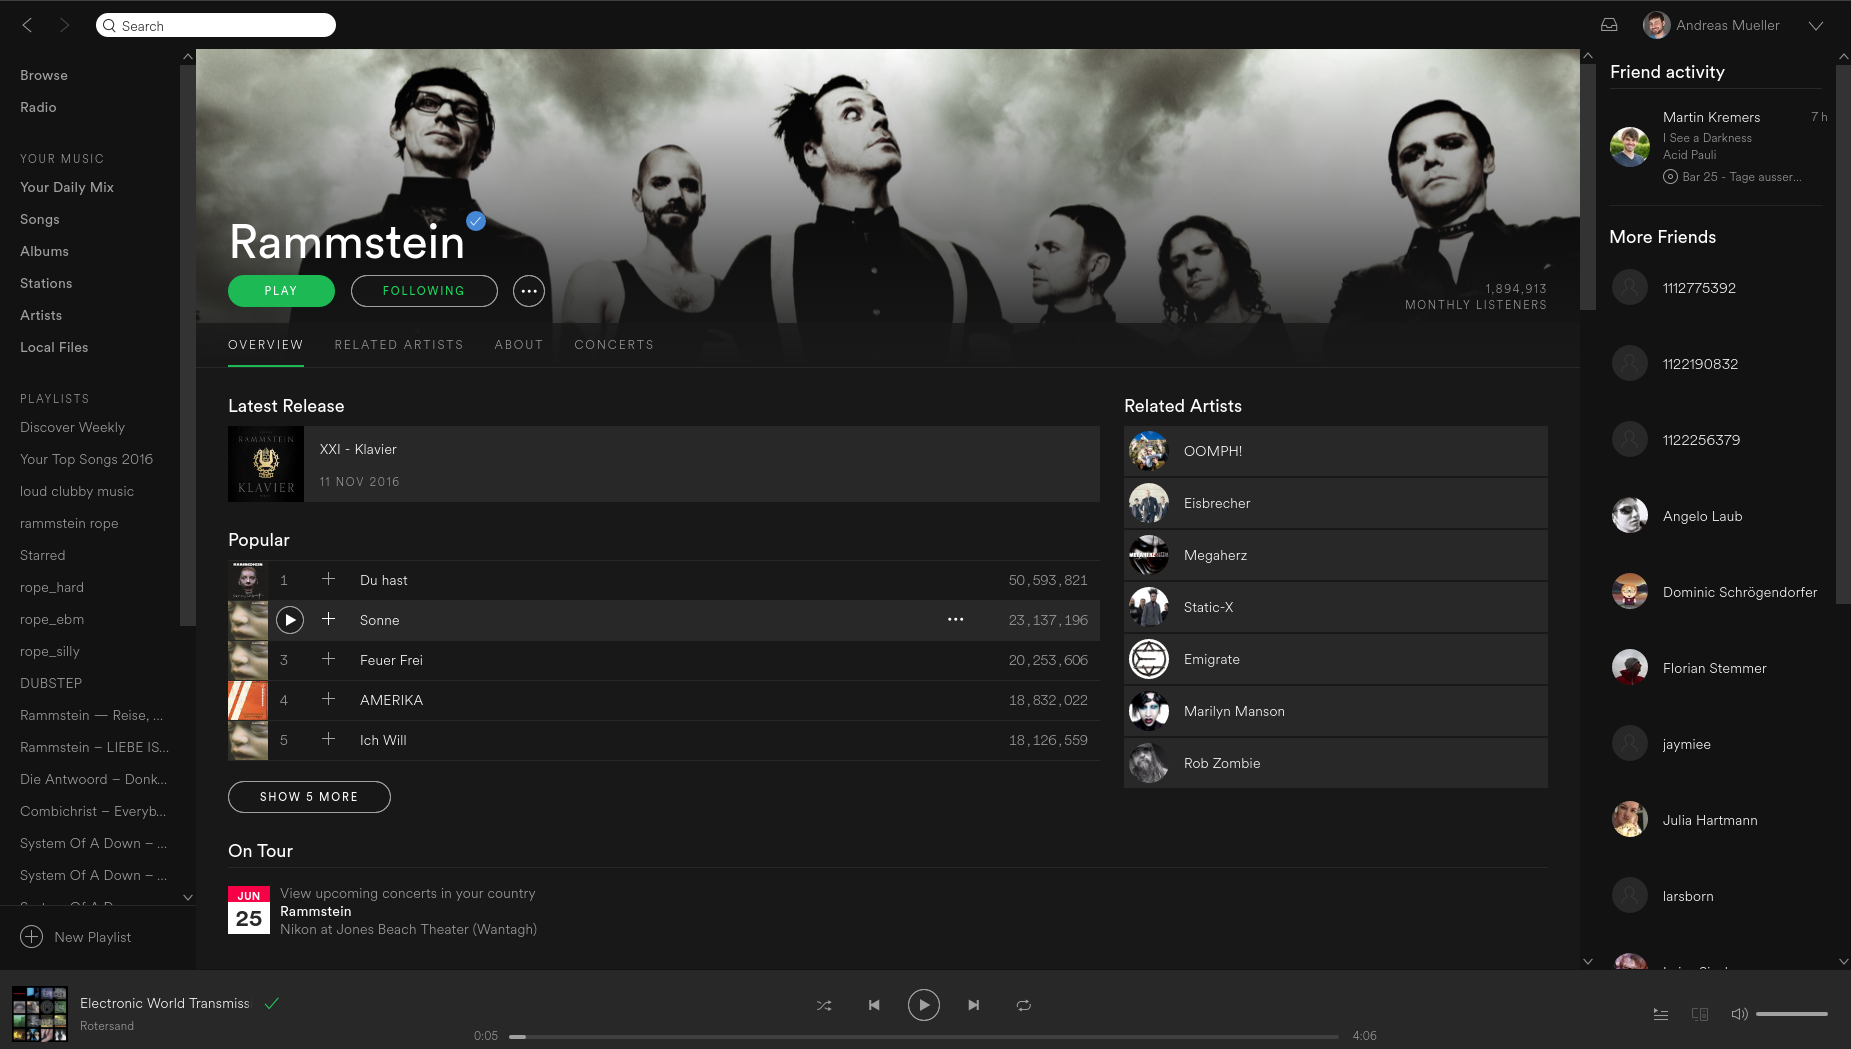 Search
Andreas Mueller
Browse
Radio
YOUR MUSIC
Your Daily Mix
Songs
Albums
Stations
Artists
Local Files
PLAYLISTS
Discover Weekly
Your Top Songs 2016
loud clubby music
rammstein rope
Starred
rope_hard
rope_ebm
rope_silly
DUBSTEP
Rammstein — Reise, ...
Rammstein – LIEBE IS...
Die Antwoord – Donk...
Combichrist – Everyb...
System Of A Down – ...
System Of A Down – ...
New Playlist
Rammstein
PLAY
FOLLOWING
1,894,913
MONTHLY LISTENERS
OVERVIEW
RELATED ARTISTS
ABOUT
CONCERTS
Latest Release
RAMMSTEIN
KLAVIER
XXI - Klavier
11 NOV 2016
Popular
1 Du hast 50,593,821
Sonne 23,137,196
3 Feuer Frei 20,253,606
4 AMERIKA 18,832,022
5 Ich Will 18,126,559
SHOW 5 MORE
Related Artists
OOMPH!
Eisbrecher
Megaherz
Static-X
Emigrate
Marilyn Manson
Rob Zombie
On Tour
JUN
25
View upcoming concerts in your country
Rammstein
Nikon at Jones Beach Theater (Wantagh)
Friend activity
Martin Kremers 7 h
I See a Darkness
Acid Pauli
Bar 25 - Tage ausser...
More Friends
1112775392
1122190832
1122256379
Angelo Laub
Dominic Schrögendorfer
Florian Stemmer
jaymiee
Julia Hartmann
larsborn
Electronic World Transmiss
Rotersand
0:05
4:06